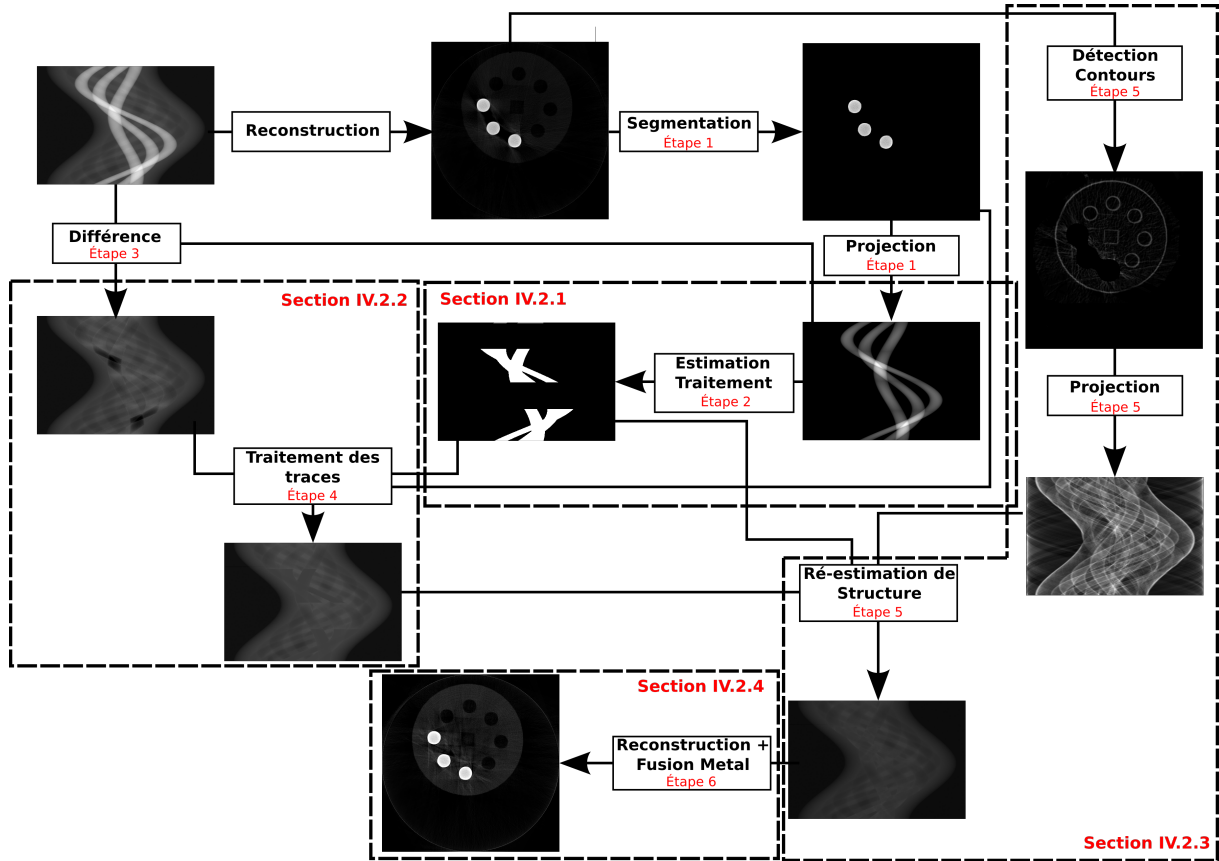 Détection
Contours
Étape 5
Reconstruction
Segmentation
Étape 1
Différence
Étape 3
Projection
Étape 1
Section IV.2.2
Section IV.2.1
Estimation
Traitement
Étape 2
Projection
Étape 5
Traitement des
traces
Étape 4
Ré-estimation de
Structure
Étape 5
Section IV.2.4
Reconstruction +
Fusion Metal
Étape 6
Section IV.2.3